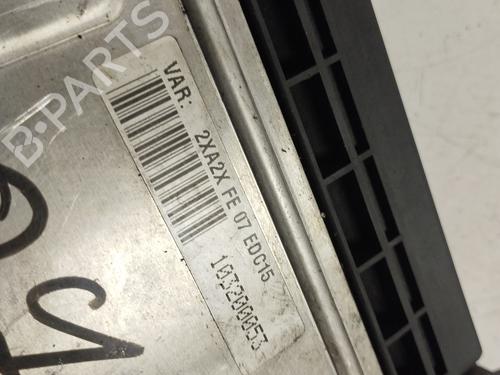 B-PARTS
VAR: 2XA2X FE 07 EDC15
103200053